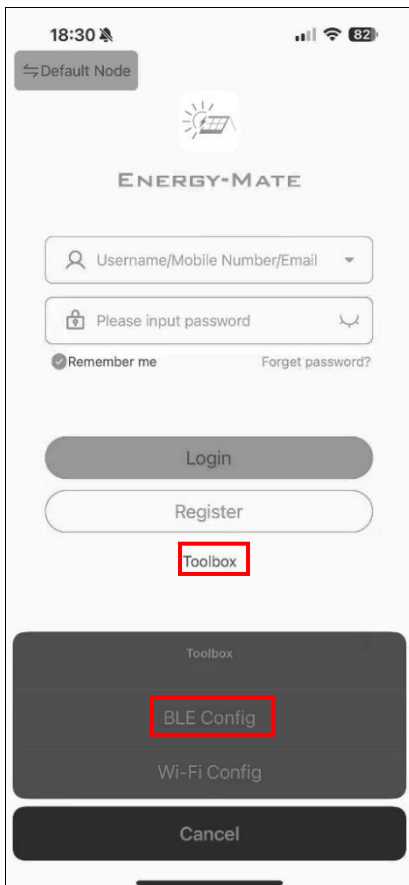 18:30
82
Default Node
ENERGY-MATE
Username/Mobile Number/Email
Please input password
Remember me
Forget password?
Login
Register
Toolbox
Toolbox
BLE Config
Wi-Fi Config
Cancel